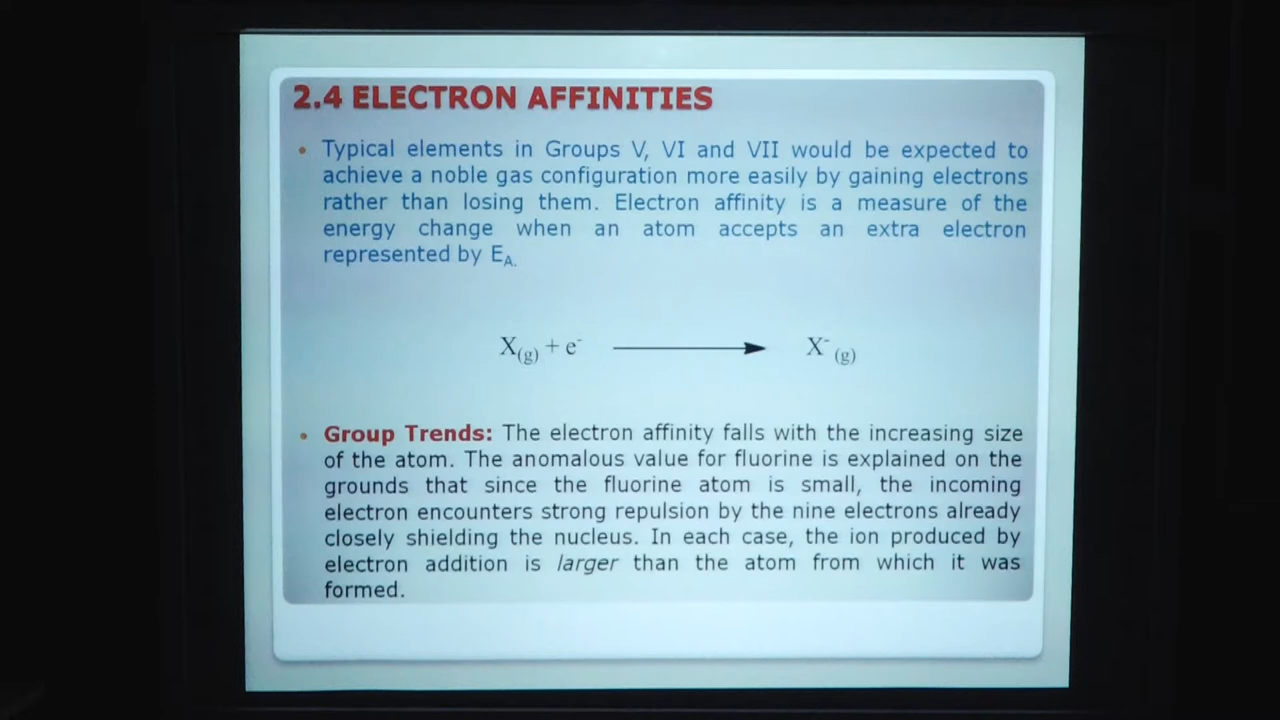 2.4 ELECTRON AFFINITIES
• Typical elements in Groups V, VI and VII would be expected to
achieve a noble gas configuration more easily by gaining electrons
rather than losing them. Electron affinity is a measure of the
energy change when an atom accepts an extra electron
represented by EA.
X(g) + e- X- (g)
• Group Trends: The electron affinity falls with the increasing size
of the atom. The anomalous value for fluorine is explained on the
grounds that since the fluorine atom is small, the incoming
electron encounters strong repulsion by the nine electrons already
closely shielding the nucleus. In each case, the ion produced by
electron addition is larger than the atom from which it was
formed.